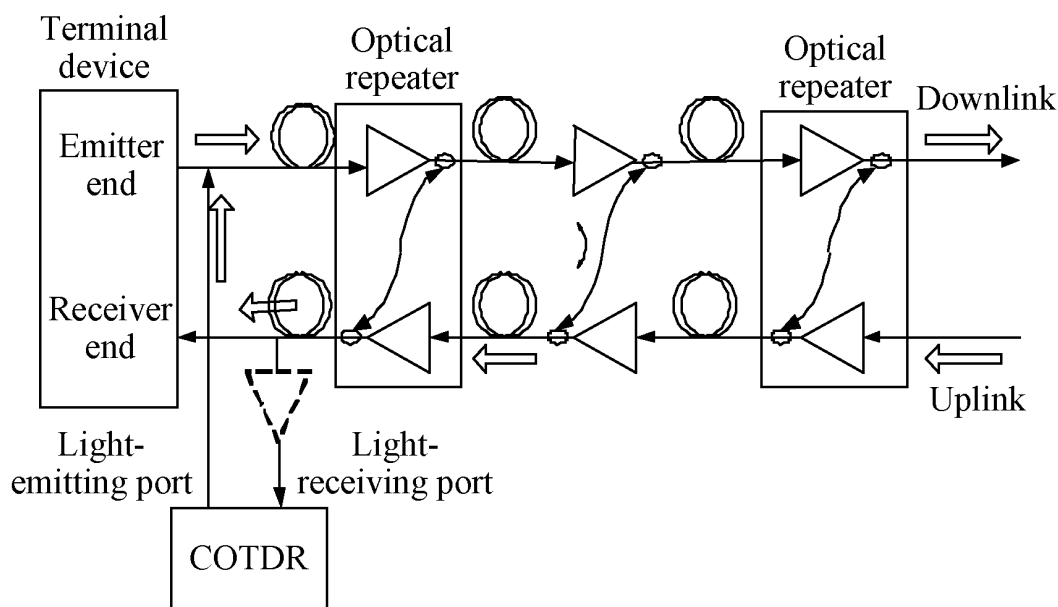 Terminal
device
Optical
repeater
Optical
repeater
Downlink
Emitter
end
Receiver
end
Uplink
Light-
emitting port
Light-
receiving port
COTDR